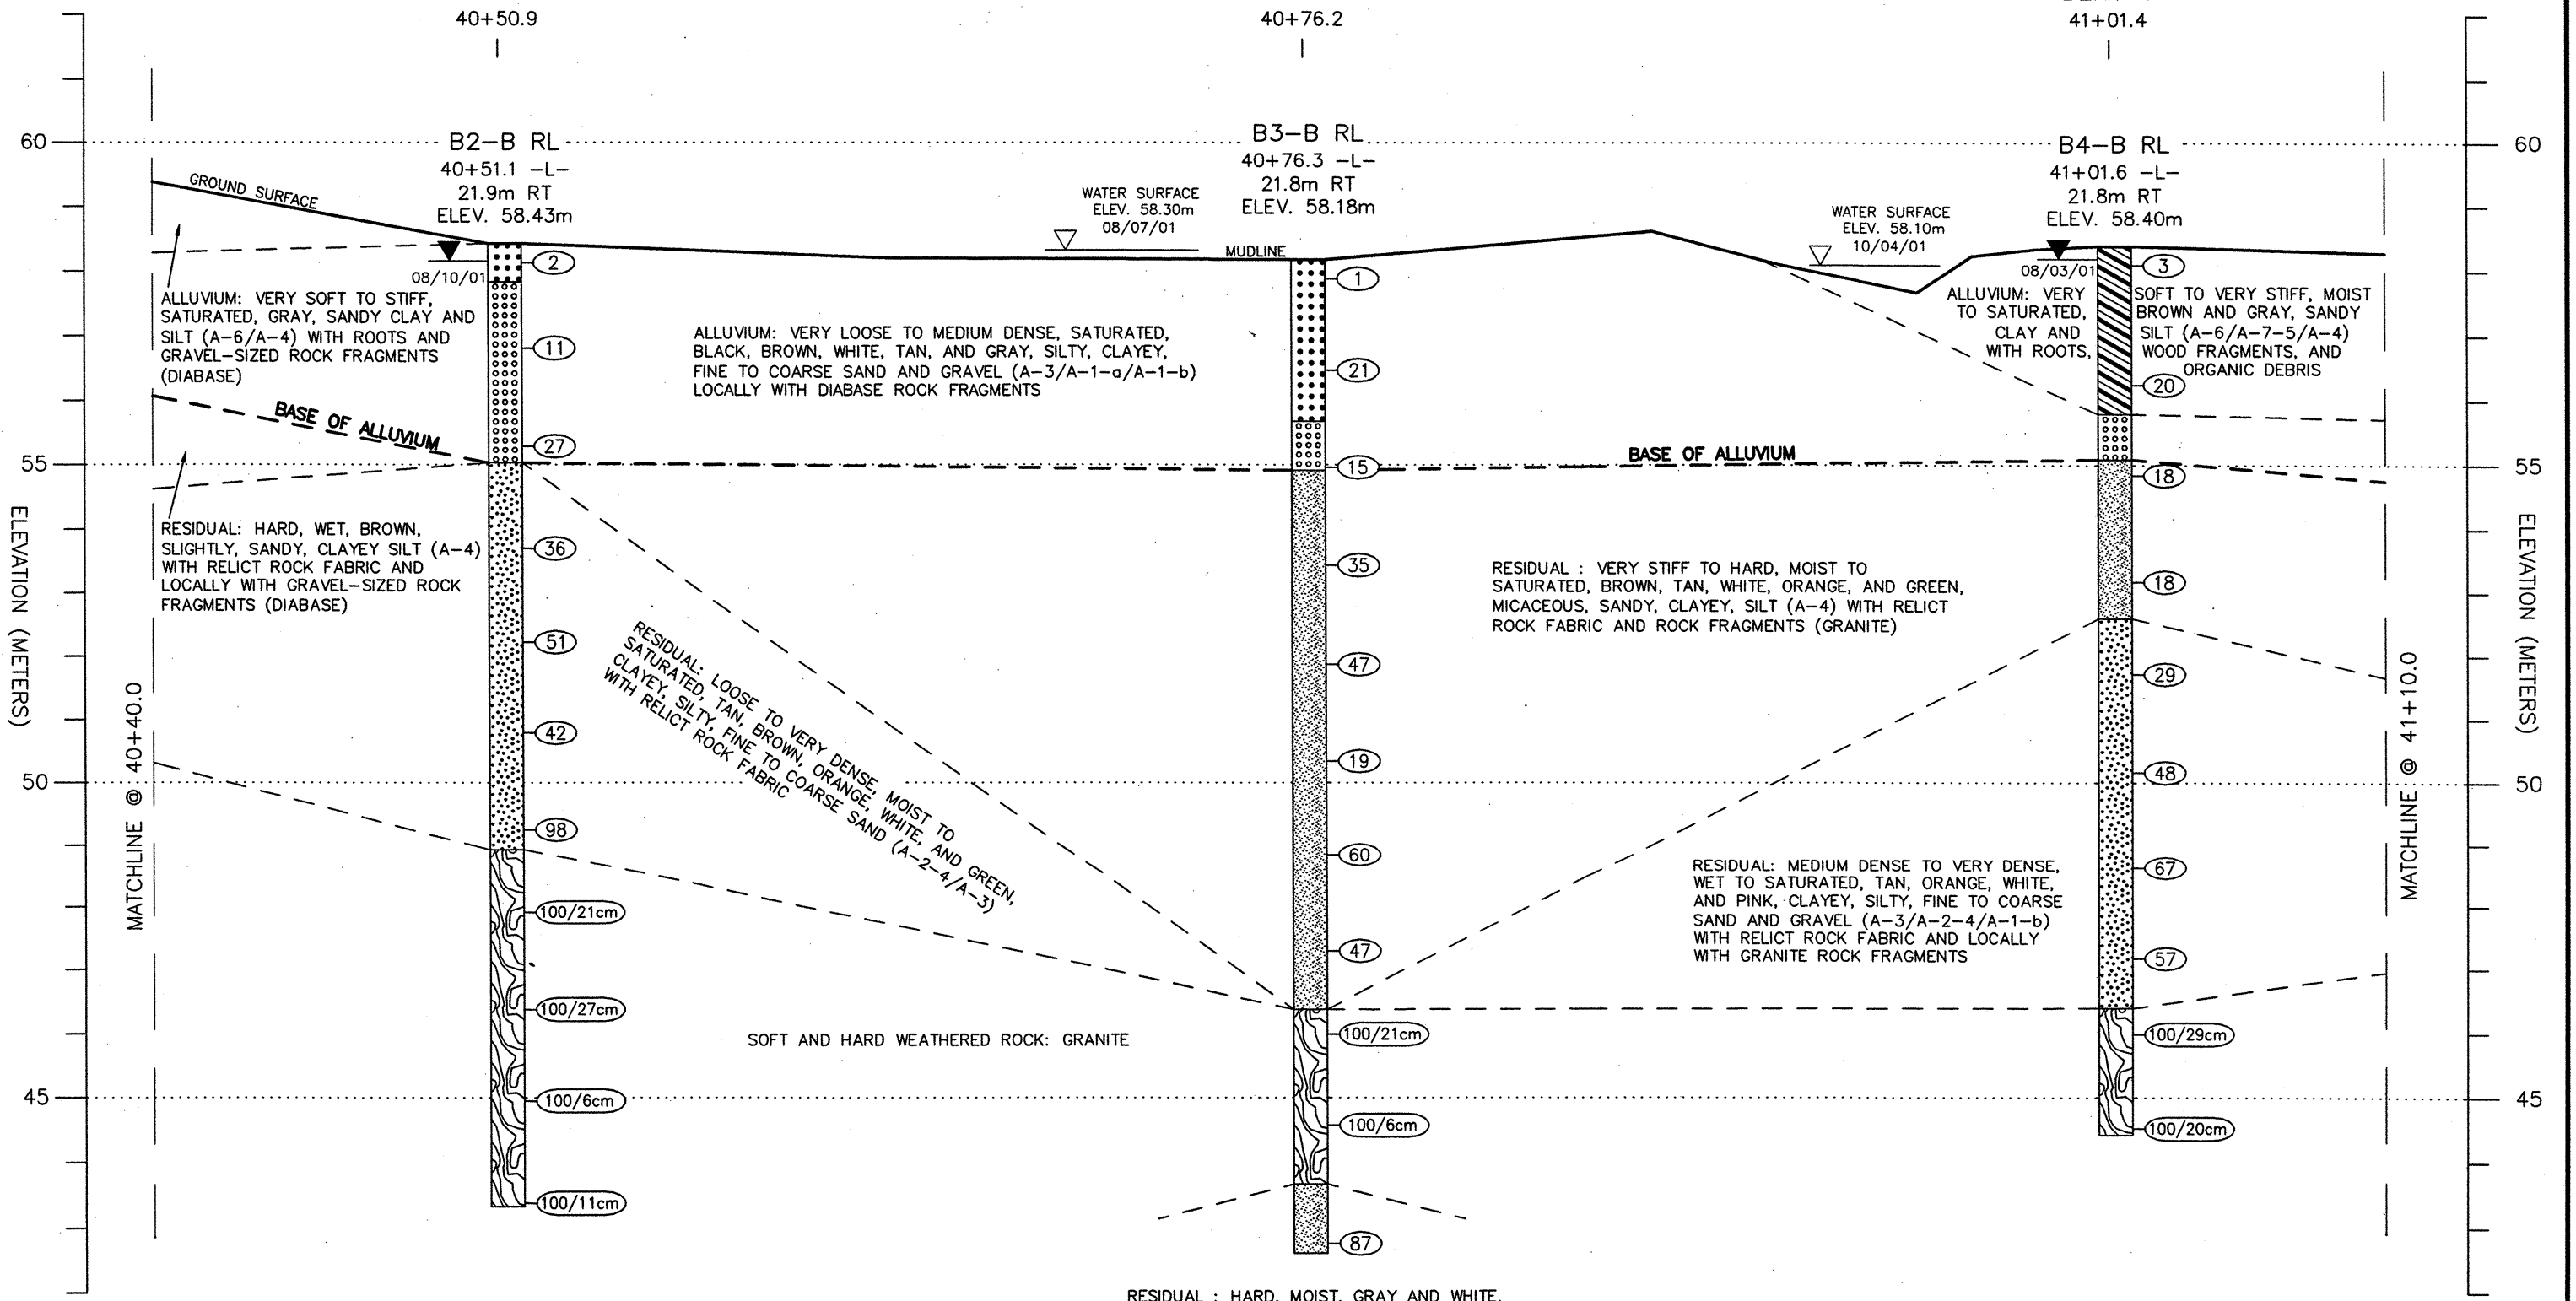 40+50.9
40+76.2
41+01.4
60
60
B2-B RL
40+51.1 -L-
21.9m RT
ELEV. 58.43m
B3-B RL
40+76.3 -L-
21.8m RT
ELEV. 58.18m
B4-B RL
41+01.6 -L-
21.8m RT
ELEV. 58.40m
GROUND SURFACE
WATER SURFACE
ELEV. 58.30m
08/07/01
MUDLINE
WATER SURFACE
ELEV. 58.10m
10/04/01
08/10/01
08/03/01
ALLUVIUM: VERY SOFT TO STIFF,
SATURATED, GRAY, SANDY CLAY AND
SILT (A-6/A-4) WITH ROOTS AND
GRAVEL-SIZED ROCK FRAGMENTS
(DIABASE)
ALLUVIUM: VERY LOOSE TO MEDIUM DENSE, SATURATED,
BLACK, BROWN, WHITE, TAN, AND GRAY, SILTY, CLAYEY,
FINE TO COARSE SAND AND GRAVEL (A-3/A-1-a/A-1-b)
LOCALLY WITH DIABASE ROCK FRAGMENTS
ALLUVIUM: VERY SOFT TO VERY STIFF, MOIST
TO SATURATED, BROWN AND GRAY, SANDY
CLAY AND SILT (A-6/A-7-5/A-4)
WITH ROOTS, WOOD FRAGMENTS, AND
ORGANIC DEBRIS
BASE OF ALLUVIUM
BASE OF ALLUVIUM
55
55
RESIDUAL: HARD, WET, BROWN,
SLIGHTLY, SANDY, CLAYEY SILT (A-4)
WITH RELICT ROCK FABRIC AND
LOCALLY WITH GRAVEL-SIZED ROCK
FRAGMENTS (DIABASE)
RESIDUAL: LOOSE TO VERY DENSE, MOIST TO
SATURATED, TAN, BROWN, ORANGE, WHITE, AND GREEN,
CLAYEY, SILTY, FINE TO COARSE SAND (A-2-4/A-3)
WITH RELICT ROCK FABRIC
RESIDUAL : VERY STIFF TO HARD, MOIST TO
SATURATED, BROWN, TAN, WHITE, ORANGE, AND GREEN,
MICACEOUS, SANDY, CLAYEY, SILT (A-4) WITH RELICT
ROCK FABRIC AND ROCK FRAGMENTS (GRANITE)
ELEVATION (METERS)
ELEVATION (METERS)
MATCHLINE @ 40+40.0
MATCHLINE @ 41+10.0
50
50
RESIDUAL: MEDIUM DENSE TO VERY DENSE,
WET TO SATURATED, TAN, ORANGE, WHITE,
AND PINK, CLAYEY, SILTY, FINE TO COARSE
SAND AND GRAVEL (A-3/A-2-4/A-1-b)
WITH RELICT ROCK FABRIC AND LOCALLY
WITH GRANITE ROCK FRAGMENTS
SOFT AND HARD WEATHERED ROCK: GRANITE
45
45
2
11
27
36
51
42
98
100/21cm
100/27cm
100/6cm
100/11cm
1
21
15
35
47
19
60
47
100/21cm
100/6cm
87
3
20
18
18
29
48
67
57
100/29cm
100/20cm
RESIDUAL : HARD, MOIST, GRAY AND WHITE,